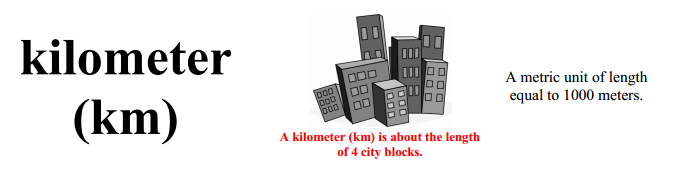 kilometer
(km)
A kilometer (km) is about the length
of 4 city blocks.
A metric unit of length
equal to 1000 meters.